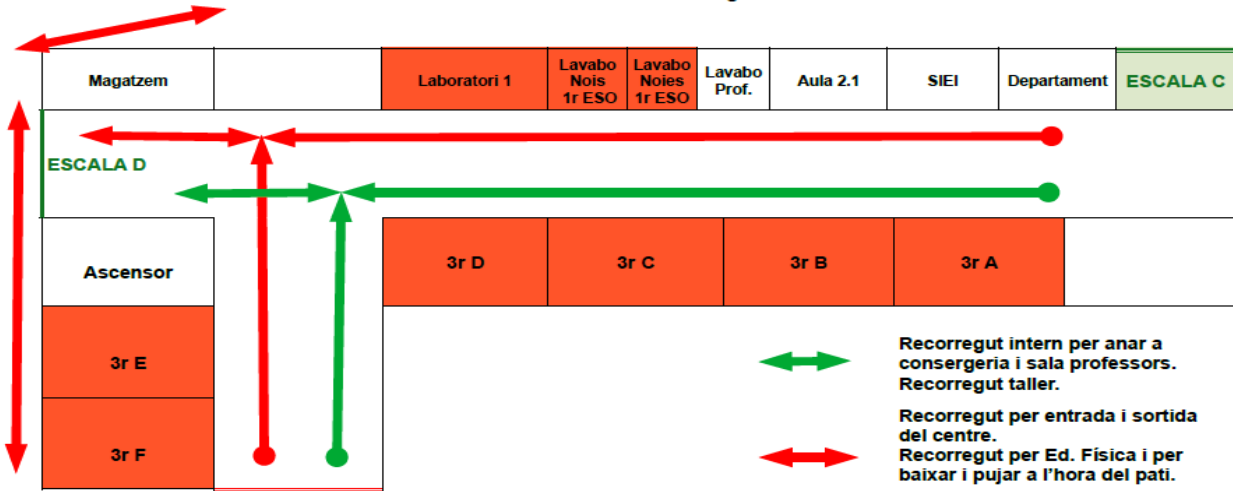 Magatzem
Laboratori 1
Lavabo
Nois
1r ESO
Lavabo
Noies
1r ESO
Lavabo
Prof.
Aula 2.1
SIEI
Departament
ESCALA C
ESCALA D
Ascensor
3r D
3r C
3r B
3r A
3r E
3r F
Recorregut intern per anar a
consergeria i sala professors.
Recorregut taller.
Recorregut per entrada i sortida
del centre.
Recorregut per Ed. Física i per
baixar i pujar a l'hora del pati.